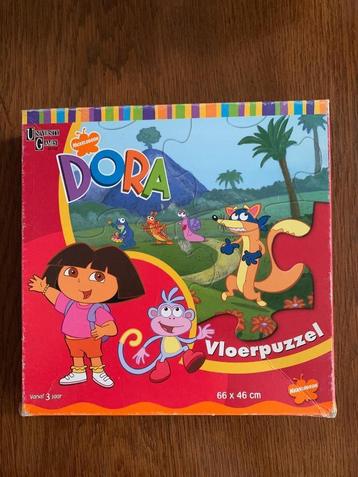 UNIVERSITY
GAMES
NICKELODEON
DORA
Vloerpuzzel
Vanaf 3 jaar
66 x 46 cm
NICKELODEON